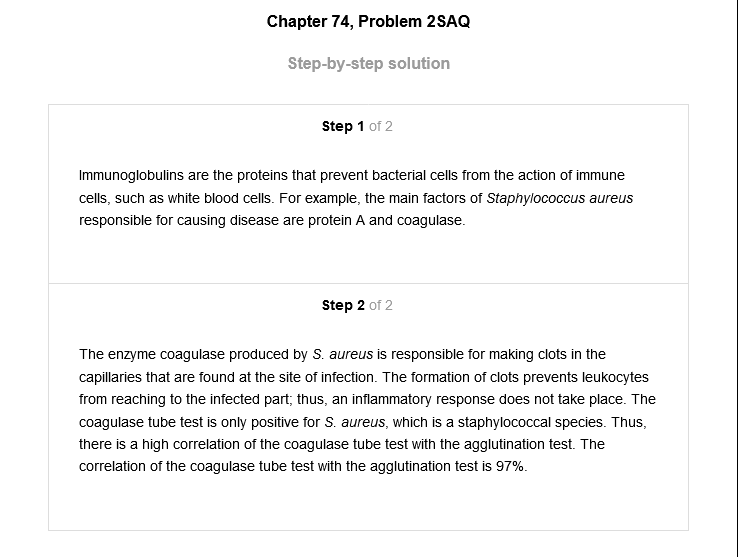 Chapter 74, Problem 2SAQ
Step-by-step solution
Step 1 of 2
Immunoglobulins are the proteins that prevent bacterial cells from the action of immune
cells, such as white blood cells. For example, the main factors of Staphylococcus aureus
responsible for causing disease are protein A and coagulase.
Step 2 of 2
The enzyme coagulase produced by S. aureus is responsible for making clots in the
capillaries that are found at the site of infection. The formation of clots prevents leukocytes
from reaching to the infected part; thus, an inflammatory response does not take place. The
coagulase tube test is only positive for S. aureus, which is a staphylococcal species. Thus,
there is a high correlation of the coagulase tube test with the agglutination test. The
correlation of the coagulase tube test with the agglutination test is 97%.